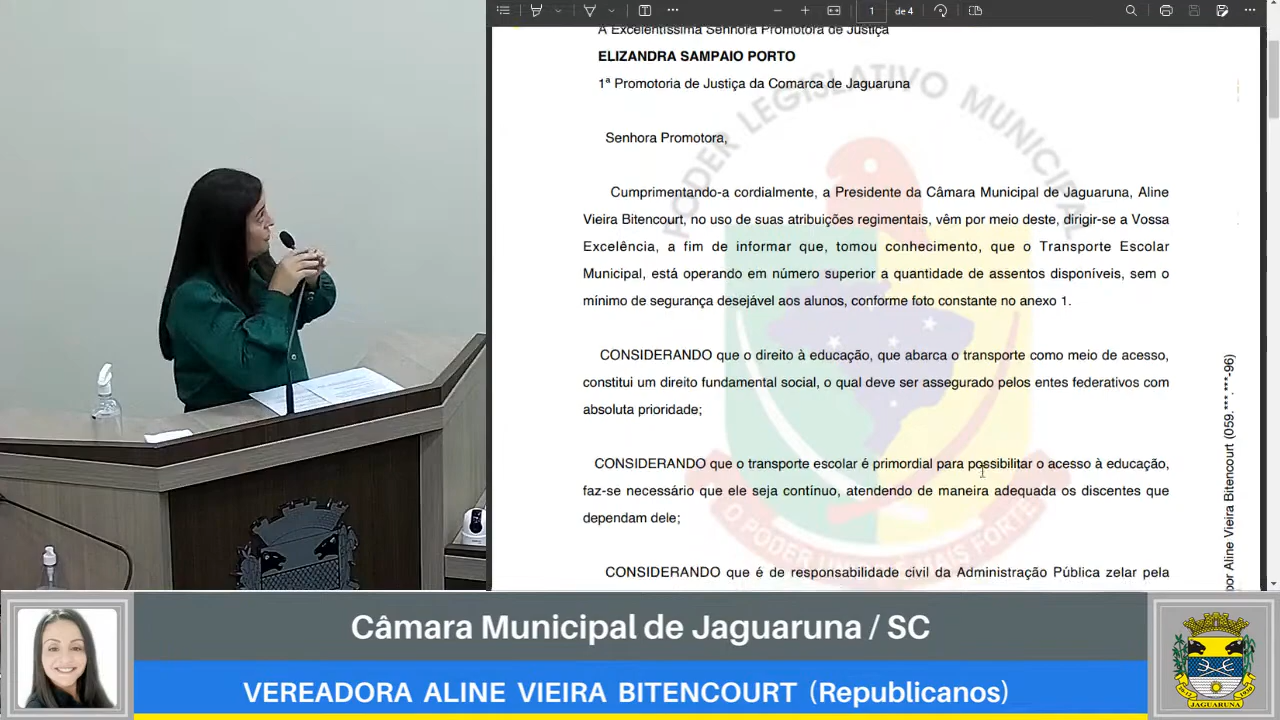 1 de 4
A Excelentíssima Senhora Promotora de Justiça
ELIZANDRA SAMPAIO PORTO
1ª Promotoria de Justiça da Comarca de Jaguaruna
Senhora Promotora,
Cumprimentando-a cordialmente, a Presidente da Câmara Municipal de Jaguaruna, Aline
Vieira Bitencourt, no uso de suas atribuições regimentais, vêm por meio deste, dirigir-se a Vossa
Excelência, a fim de informar que, tomou conhecimento, que o Transporte Escolar
Municipal, está operando em número superior a quantidade de assentos disponíveis, sem o
mínimo de segurança desejável aos alunos, conforme foto constante no anexo 1.
CONSIDERANDO que o direito à educação, que abarca o transporte como meio de acesso,
constitui um direito fundamental social, o qual deve ser assegurado pelos entes federativos com
absoluta prioridade;
CONSIDERANDO que o transporte escolar é primordial para possibilitar o acesso à educação,
faz-se necessário que ele seja contínuo, atendendo de maneira adequada os discentes que
dependam dele;
CONSIDERANDO que é de responsabilidade civil da Administração Pública zelar pela
PODER LEGISLATIVO MUNICIPAL
por Aline Vieira Bitencourt (059.***.***-96)
Câmara Municipal de Jaguaruna / SC
VEREADORA ALINE VIEIRA BITENCOURT (Republicanos)
JAGUARUNA